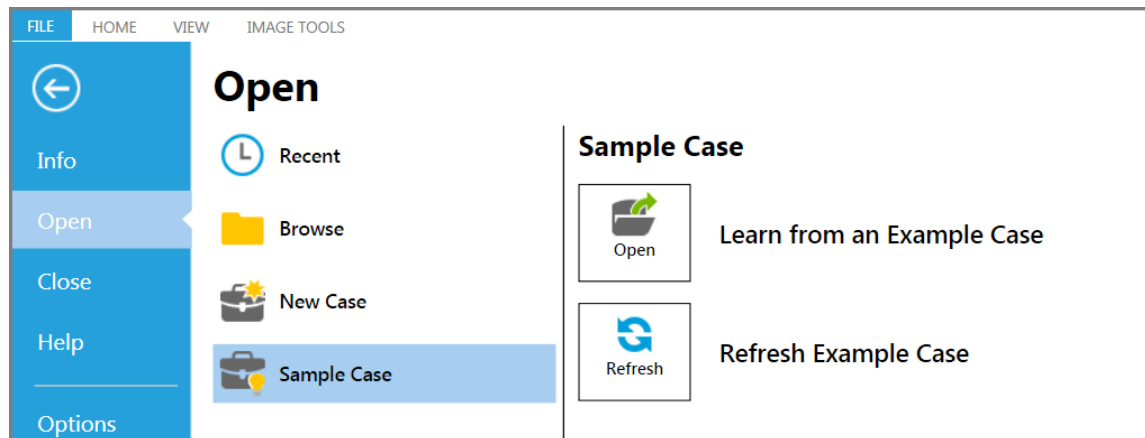 FILE HOME VIEW IMAGE TOOLS
Info
Open
Close
Help
Options
Open
Recent
Browse
New Case
Sample Case
Sample Case
Open
Learn from an Example Case
Refresh
Refresh Example Case